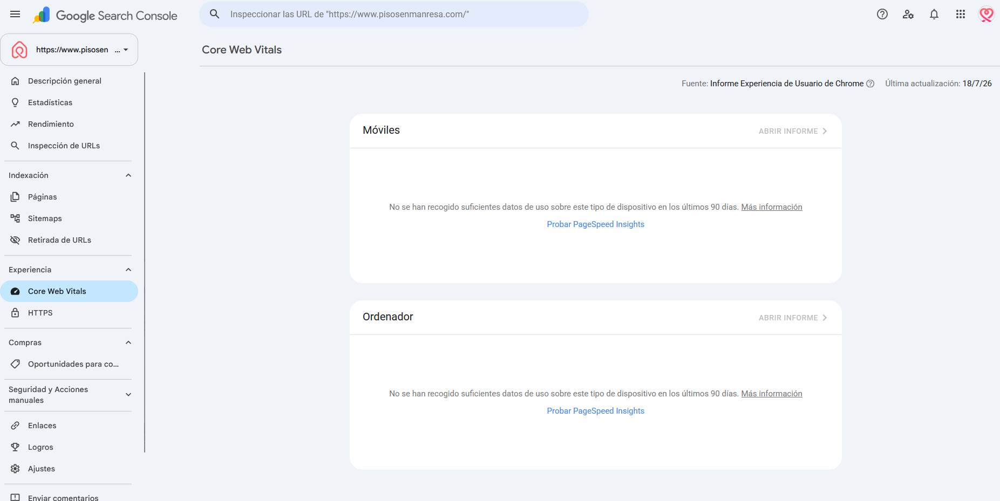 Google Search Console
Inspeccionar las URL de "https://www.pisosenmanresa.com/"
https://www.pisosen ...
Core Web Vitals
Fuente: Informe Experiencia de Usuario de Chrome
Última actualización: 18/7/26
Descripción general
Estadísticas
Rendimiento
Inspección de URLs
Indexación
Páginas
Sitemaps
Retirada de URLs
Experiencia
Core Web Vitals
HTTPS
Compras
Oportunidades para co...
Seguridad y Acciones
manuales
Enlaces
Logros
Ajustes
Enviar comentarios
Móviles
ABRIR INFORME
No se han recogido suficientes datos de uso sobre este tipo de dispositivo en los últimos 90 días. Más información
Probar PageSpeed Insights
Ordenador
ABRIR INFORME
No se han recogido suficientes datos de uso sobre este tipo de dispositivo en los últimos 90 días. Más información
Probar PageSpeed Insights